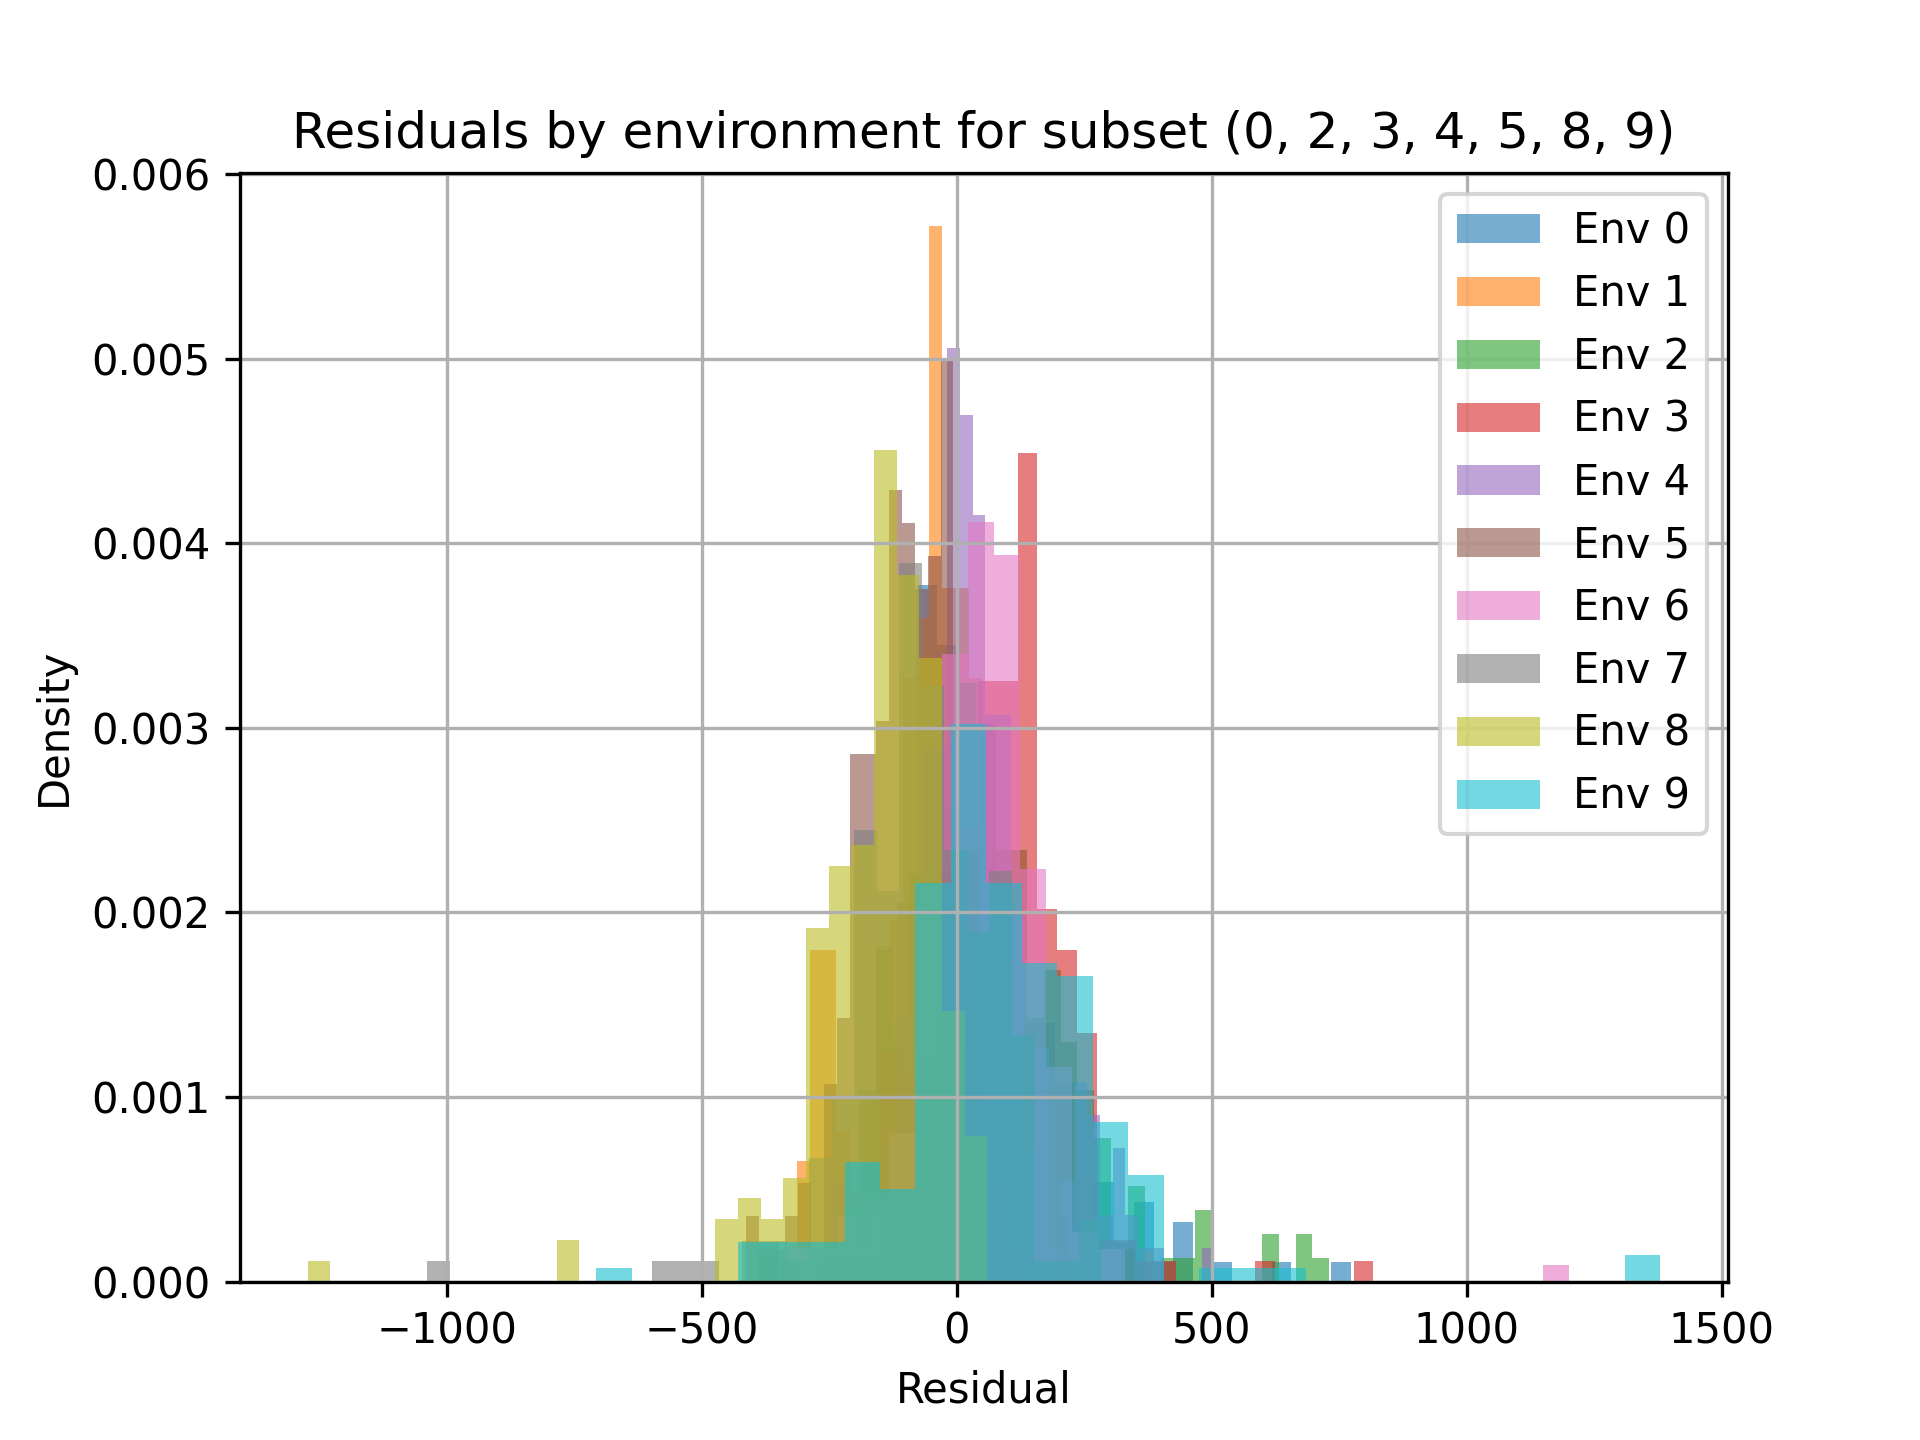 Residuals by environment for subset (0, 2, 3, 4, 5, 8, 9)
0.006
0.005
0.004
0.003
0.002
0.001
0.000
Density
Env 0
Env 1
Env 2
Env 3
Env 4
Env 5
Env 6
Env 7
Env 8
Env 9
−1000 −500 0 500 1000 1500
Residual